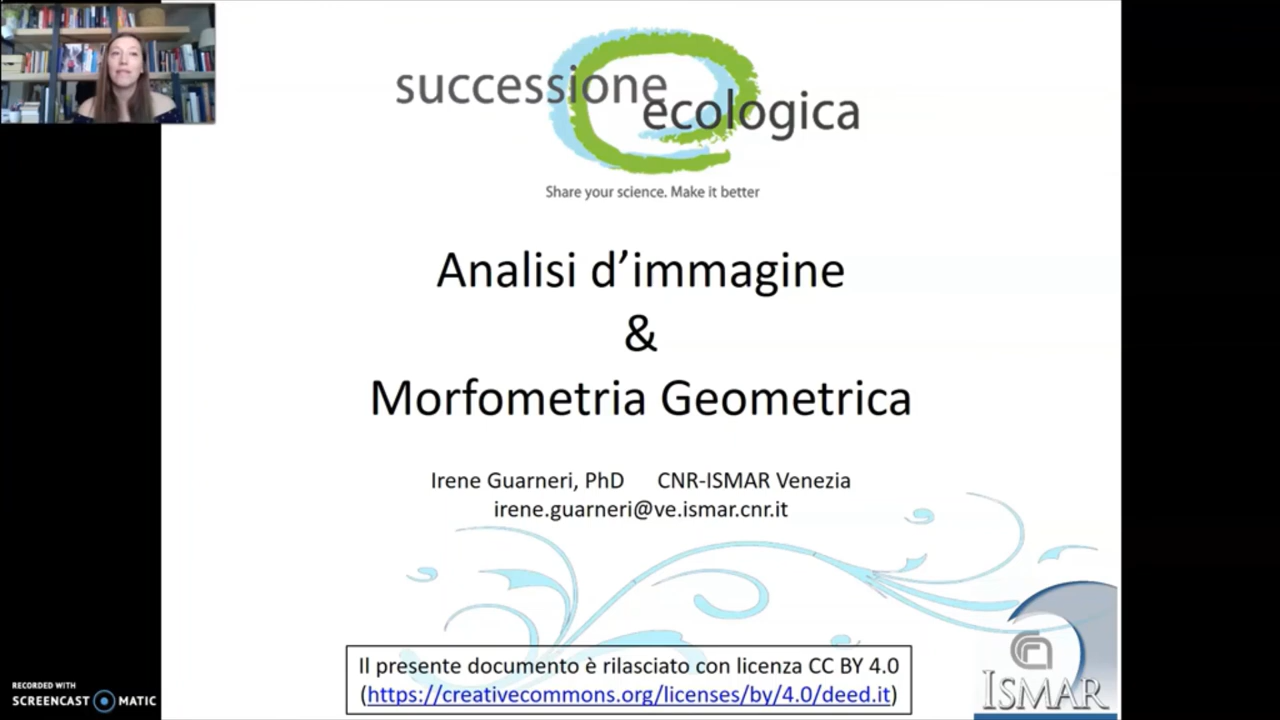 successione
ecologica
Share your science. Make it better
Analisi d'immagine
&
Morfometria Geometrica
Irene Guarneri, PhD CNR-ISMAR Venezia
irene.guarneri@ve.ismar.cnr.it
Il presente documento è rilasciato con licenza CC BY 4.0
(https://creativecommons.org/licenses/by/4.0/deed.it)
ISMAR
RECORDED WITH
SCREENCAST MATIC